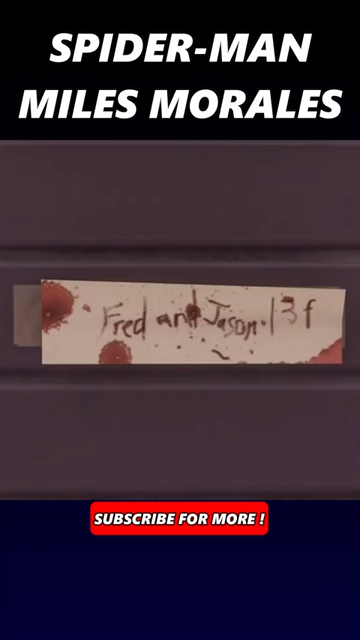 SPIDER-MAN
MILES MORALES
Fred and Jason. 13f
SUBSCRIBE FOR MORE !